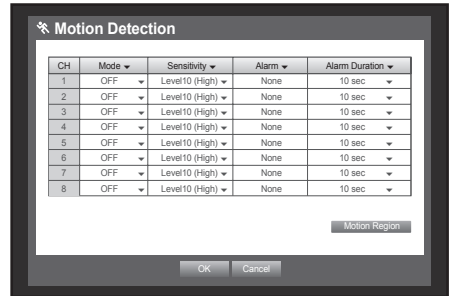 Motion Detection
CH Mode Sensitivity Alarm Alarm Duration
1 OFF Level10 (High) None 10 sec
2 OFF Level10 (High) None 10 sec
3 OFF Level10 (High) None 10 sec
4 OFF Level10 (High) None 10 sec
5 OFF Level10 (High) None 10 sec
6 OFF Level10 (High) None 10 sec
7 OFF Level10 (High) None 10 sec
8 OFF Level10 (High) None 10 sec
Motion Region
OK Cancel